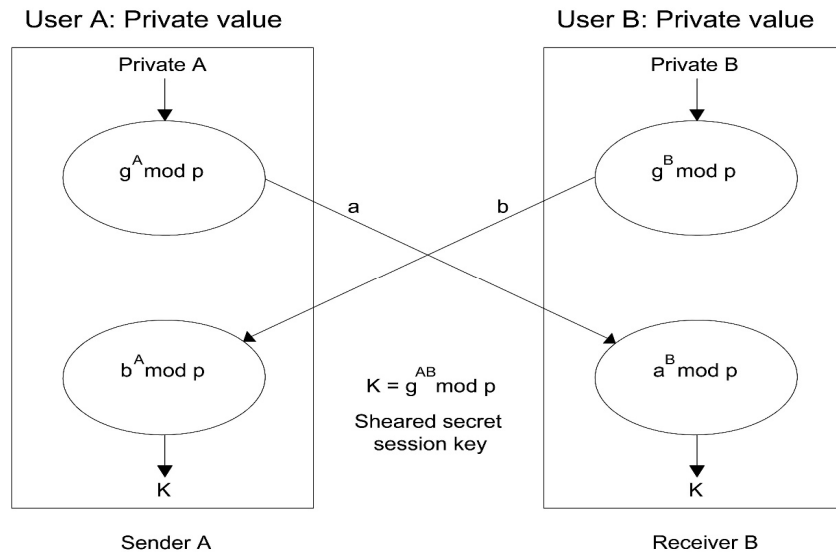 User A: Private value
User B: Private value
Private A
Private B
g^A mod p
g^B mod p
a
b
b^A mod p
a^B mod p
K = g^AB mod p
Sheared secret
session key
K
K
Sender A
Receiver B